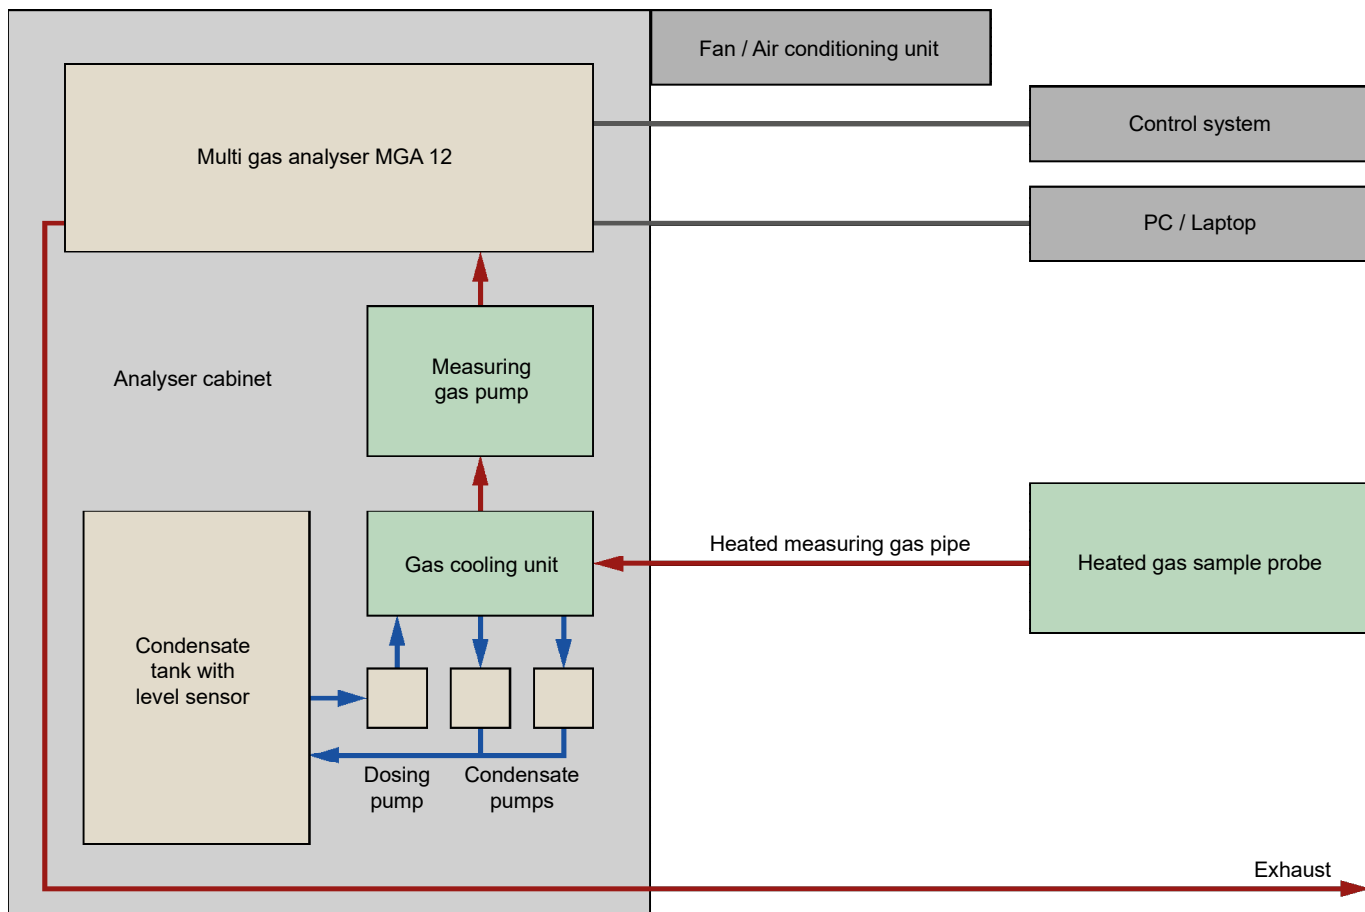 Fan / Air conditioning unit
Control system
Multi gas analyser MGA 12
PC / Laptop
Measuring
gas pump
Analyser cabinet
Heated measuring gas pipe
Gas cooling unit
Heated gas sample probe
Condensate
tank with
level sensor
Dosing
pump
Condensate
pumps
Exhaust